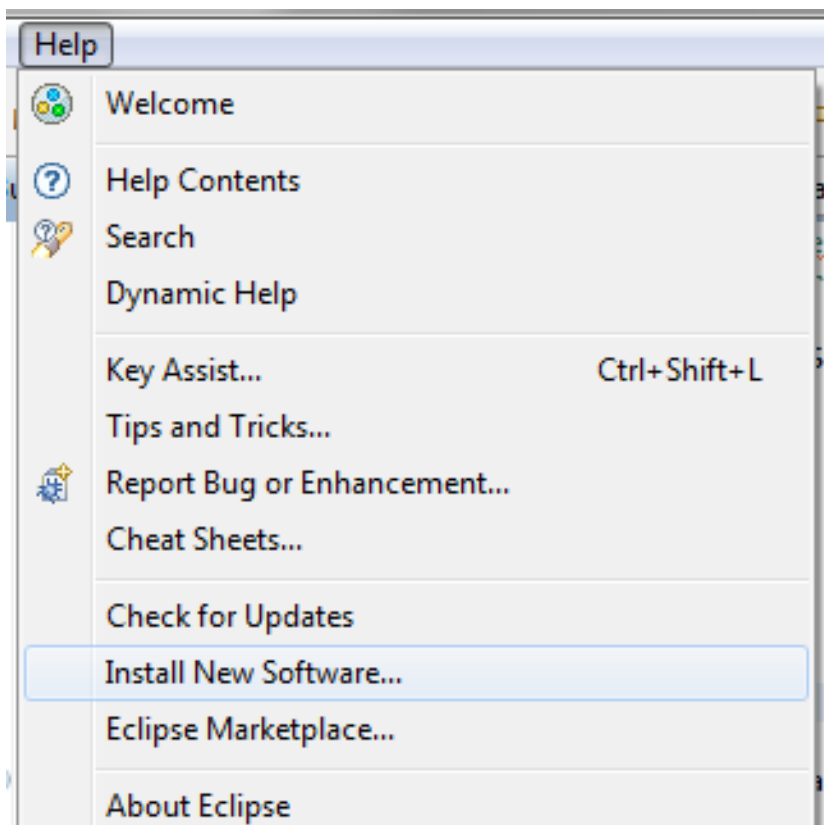 Help
Welcome
Help Contents
Search
Dynamic Help
Key Assist... Ctrl+Shift+L
Tips and Tricks...
Report Bug or Enhancement...
Cheat Sheets...
Check for Updates
Install New Software...
Eclipse Marketplace...
About Eclipse